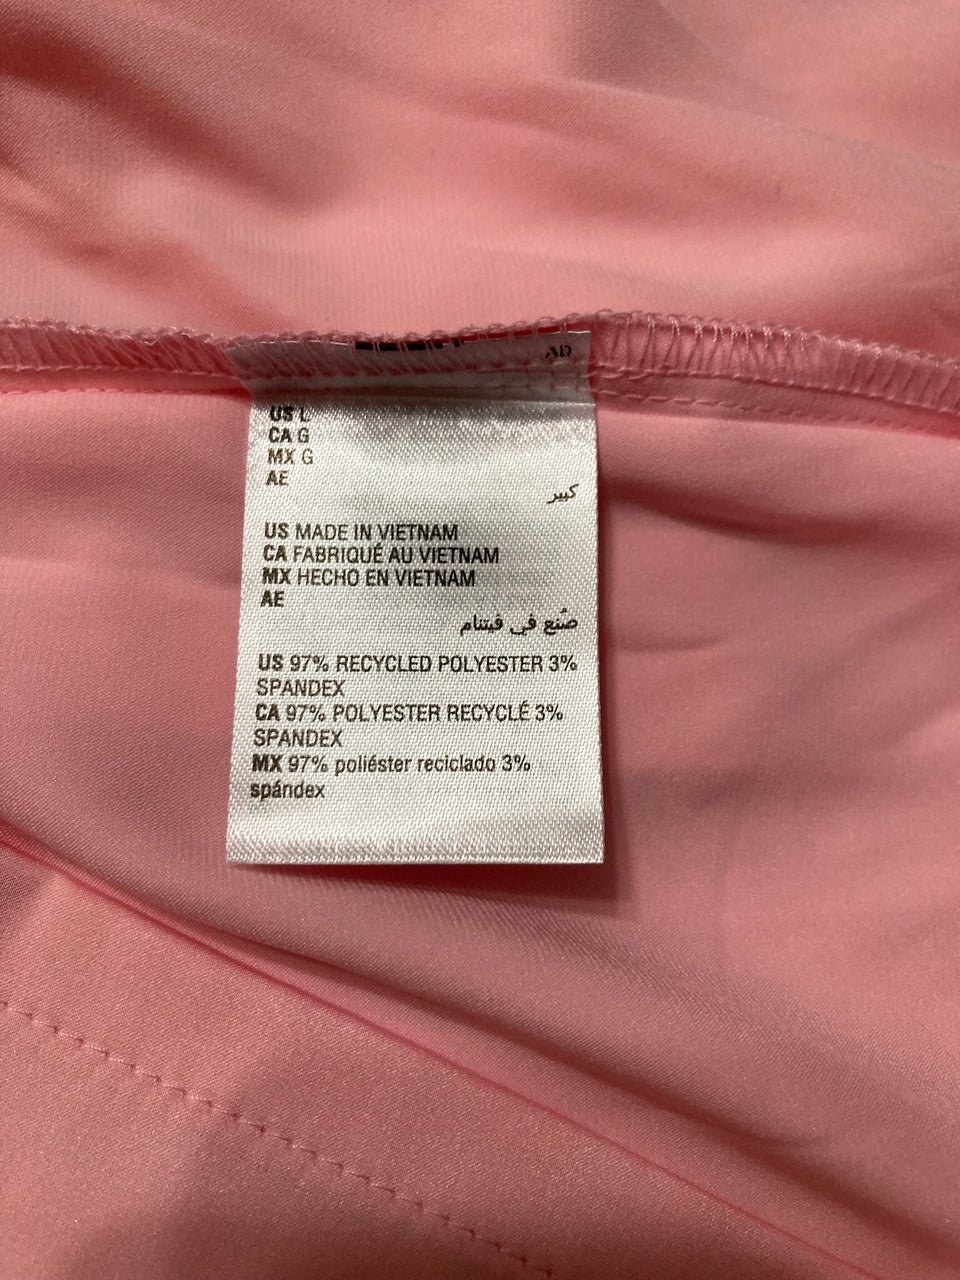 US L
CA G
MX G
AE
كبير
US MADE IN VIETNAM
CA FABRIQUÉ AU VIETNAM
MX HECHO EN VIETNAM
AE
صُنع في فيتنام
US 97% RECYCLED POLYESTER 3%
SPANDEX
CA 97% POLYESTER RECYCLÉ 3%
SPANDEX
MX 97% poliéster reciclado 3%
spándex